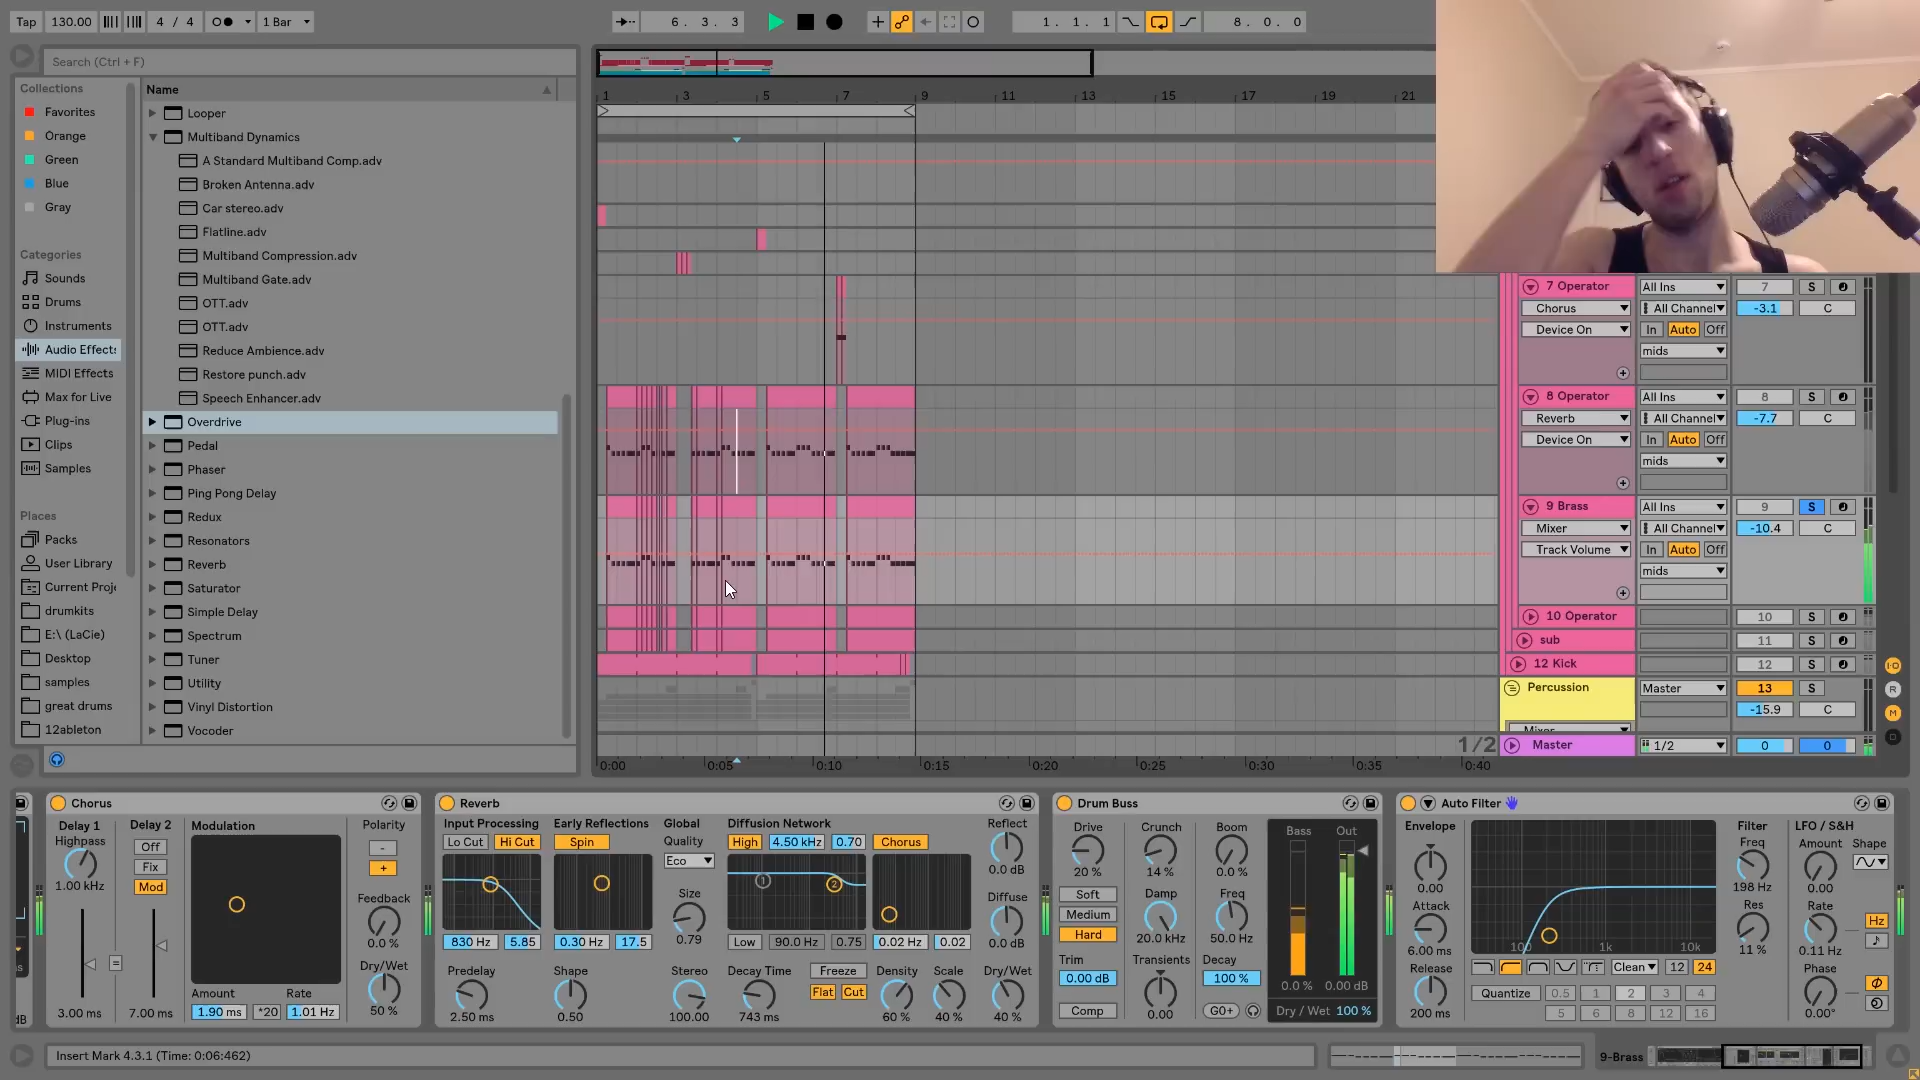 Tap 130.00 4 / 4 1 Bar 6. 3. 3 1. 1. 1 8. 0. 0
Search (Ctrl + F)
Collections
Favorites
Orange
Green
Blue
Gray
Categories
Sounds
Drums
Instruments
Audio Effects
MIDI Effects
Max for Live
Plug-ins
Clips
Samples
Places
Packs
User Library
Current Proj
drumkits
E:\ (LaCie)
Desktop
samples
great drums
12ableton
Name
Looper
Multiband Dynamics
A Standard Multiband Comp.adv
Broken Antenna.adv
Car stereo.adv
Flatline.adv
Multiband Compression.adv
Multiband Gate.adv
OTT.adv
OTT.adv
Reduce Ambience.adv
Restore punch.adv
Speech Enhancer.adv
Overdrive
Pedal
Phaser
Ping Pong Delay
Redux
Resonators
Reverb
Saturator
Simple Delay
Spectrum
Tuner
Utility
Vinyl Distortion
Vocoder
1 3 5 7 9 11 13 15 17 19 21
1/2
0:00 0:05 0:10 0:15 0:20 0:25 0:30 0:35 0:40
7 Operator All Ins 7 S
Chorus All Channel -3.1 C
Device On In Auto Off
mids
8 Operator All Ins 8 S
Reverb All Channel -7.7 C
Device On In Auto Off
mids
9 Brass All Ins 9 S
Mixer All Channel -10.4 C
Track Volume In Auto Off
mids
10 Operator 10 S
sub 11 S
12 Kick 12 S
Percussion Master 13 S
-15.9 C
Mixer
Master 1/2 0 0
I·O
R
M
Chorus
Delay 1
Highpass
1.00 kHz
3.00 ms
Delay 2
Off
Fix
Mod
7.00 ms
Modulation
Amount Rate
1.90 ms *20 1.01 Hz
Polarity
-
+
Feedback
0.0 %
Dry/Wet
50 %
Reverb
Input Processing
Lo Cut Hi Cut
830 Hz 5.85
Predelay
2.50 ms
Early Reflections
Spin
0.30 Hz 17.5
Shape
0.50
Global
Quality
Eco
Size
0.79
Stereo
100.00
Diffusion Network
High 4.50 kHz 0.70 Chorus
1 2
Low 90.0 Hz 0.75 0.02 Hz 0.02
Decay Time
743 ms
Freeze
Flat Cut
Density
60 %
Scale
40 %
Reflect
0.0 dB
Diffuse
0.0 dB
Dry/Wet
40 %
Drum Buss
Drive
20 %
Soft
Medium
Hard
Trim
0.00 dB
Comp
Crunch
14 %
Damp
20.0 kHz
Transients
0.00
Boom
0.0 %
Freq
50.0 Hz
Decay
100 %
G0+
Bass Out
0.0 % 0.00 dB
Dry / Wet 100 %
Auto Filter
Envelope
0.00
Attack
6.00 ms
Release
200 ms
100 1k 10k
Clean 12 24
Quantize 0.5 1 2 3 4
5 6 8 12 16
Filter
Freq
198 Hz
Res
11 %
LFO / S&H
Amount Shape
0.00
Rate
0.11 Hz
Hz
Phase
0.00°
dB
Insert Mark 4.3.1 (Time: 0:06:462)
9-Brass